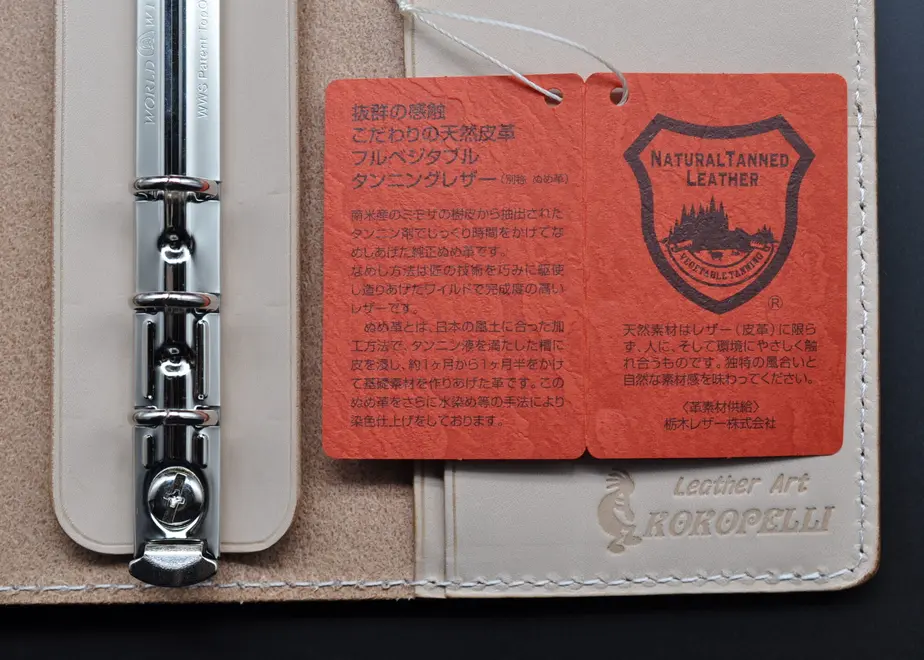 WORLD
WWS Patent
抜群の感触
こだわりの天然皮革
フルベジタブル
タンニングレザー(別称 ぬめ革)
南米産のミモザの樹皮から抽出された
タンニン剤でじっくり時間をかけてな
めしあげた純正ぬめ革です。
なめし方法は匠の技術を巧みに駆使
し造りあげたワイルドで完成度の高い
レザーです。
ぬめ革とは、日本の風土に合った加
工方法で、タンニン液を満たした槽に
皮を浸し、約1ヶ月から1ヶ月半をかけ
て基礎素材を作りあげた革です。この
ぬめ革をさらに水染め等の手法により
染色仕上げをしております。
NATURAL TANNED
LEATHER
VEGETABLE TANNING
®
天然素材はレザー(皮革)に限ら
ず、人に、そして環境にやさしく触
れ合うものです。独特の風合いと
自然な素材感を味わってください。
〈革素材供給〉
栃木レザー株式会社
Leather Art
KOKOPELLI